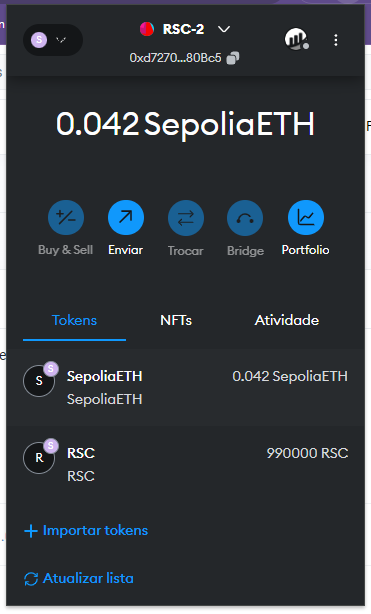 S
RSC-2
0xd7270...80Bc5
0.042 SepoliaETH
Buy & Sell
Enviar
Trocar
Bridge
Portfolio
Tokens
NFTs
Atividade
S
S
SepoliaETH
0.042 SepoliaETH
SepoliaETH
S
R
RSC
990000 RSC
RSC
+ Importar tokens
Atualizar lista